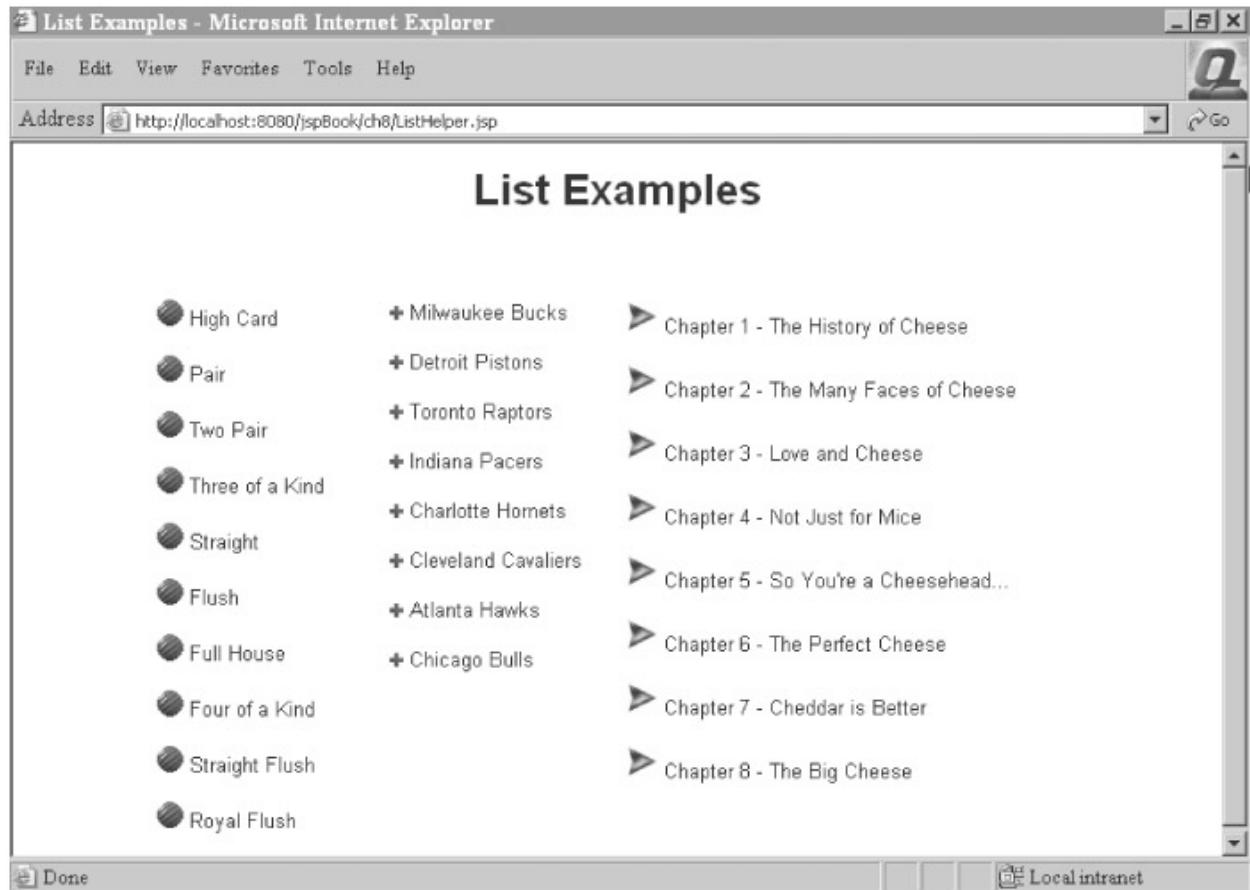 List Examples - Microsoft Internet Explorer
File Edit View Favorites Tools Help
Address http://localhost:8080/jspBook/ch8/ListHelper.jsp Go
List Examples
High Card
Pair
Two Pair
Three of a Kind
Straight
Flush
Full House
Four of a Kind
Straight Flush
Royal Flush
Milwaukee Bucks
Detroit Pistons
Toronto Raptors
Indiana Pacers
Charlotte Hornets
Cleveland Cavaliers
Atlanta Hawks
Chicago Bulls
Chapter 1 - The History of Cheese
Chapter 2 - The Many Faces of Cheese
Chapter 3 - Love and Cheese
Chapter 4 - Not Just for Mice
Chapter 5 - So You're a Cheesehead...
Chapter 6 - The Perfect Cheese
Chapter 7 - Cheddar is Better
Chapter 8 - The Big Cheese
Done Local intranet